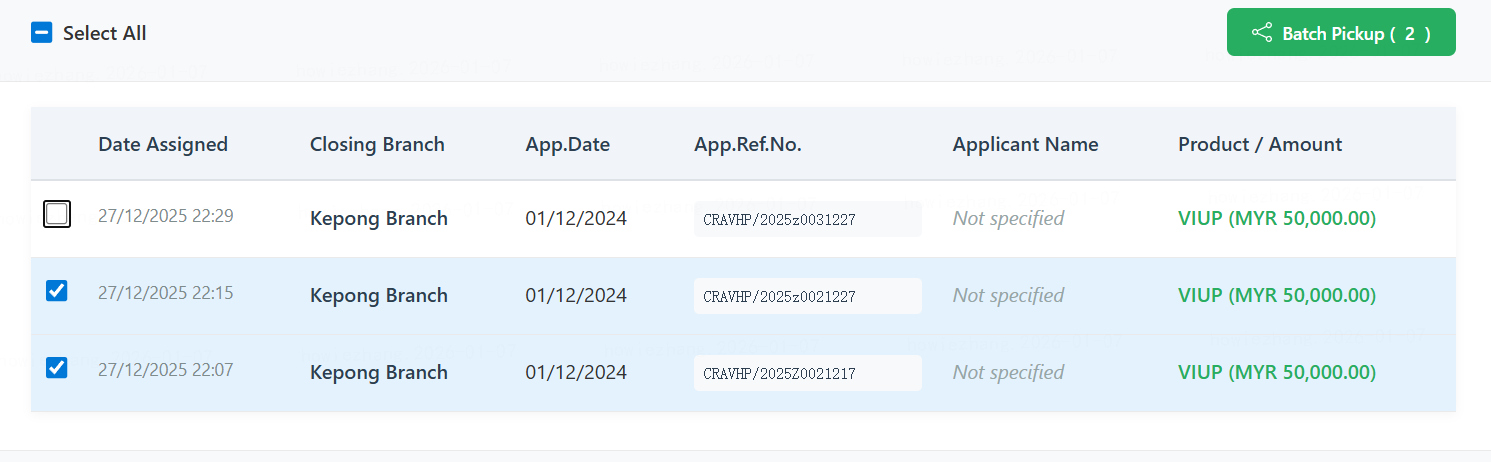 Select All
Batch Pickup ( 2 )
Date Assigned Closing Branch App.Date App.Ref.No. Applicant Name Product / Amount
27/12/2025 22:29 Kepong Branch 01/12/2024 CRAVHP/2025z0031227 Not specified VIUP (MYR 50,000.00)
27/12/2025 22:15 Kepong Branch 01/12/2024 CRAVHP/2025z0021227 Not specified VIUP (MYR 50,000.00)
27/12/2025 22:07 Kepong Branch 01/12/2024 CRAVHP/2025Z0021217 Not specified VIUP (MYR 50,000.00)